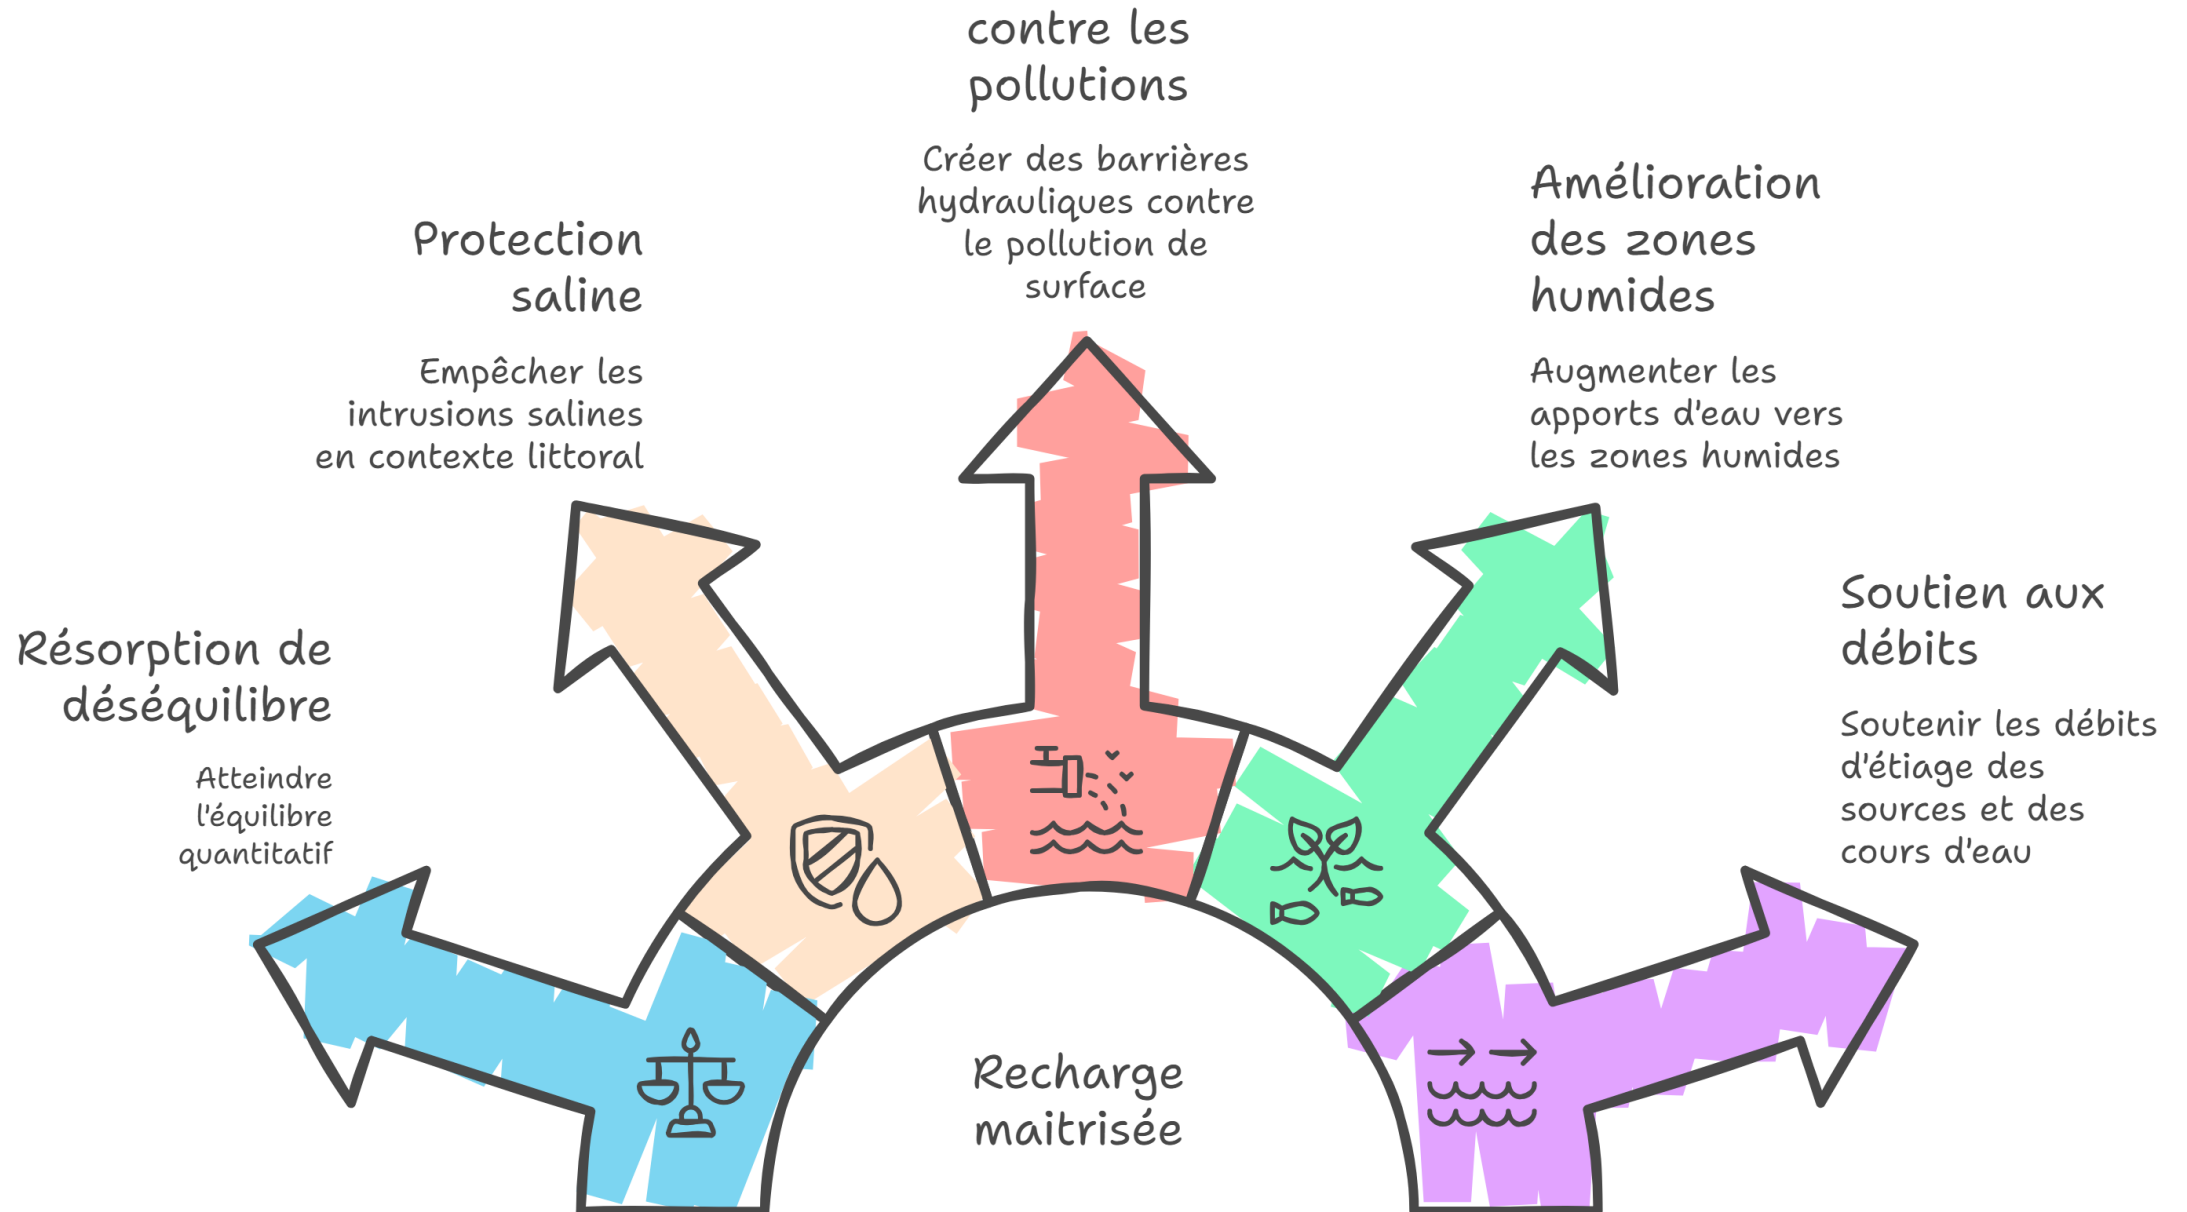 contre les
pollutions
Créer des barrières
hydrauliques contre
le pollution de
surface
Protection
saline
Empêcher les
intrusions salines
en contexte littoral
Amélioration
des zones
humides
Augmenter les
apports d'eau vers
les zones humides
Résorption de
déséquilibre
Atteindre
l'équilibre
quantitatif
Soutien aux
débits
Soutenir les débits
d'étiage des
sources et des
cours d'eau
Recharge
maitrisée